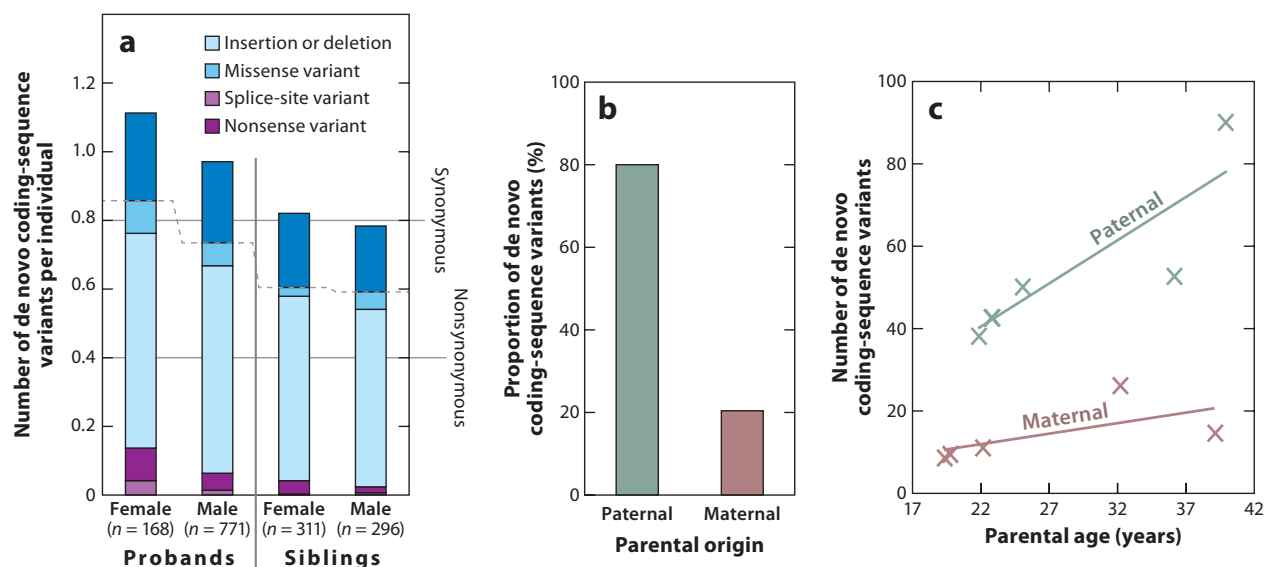 a
Insertion or deletion
Missense variant
Splice-site variant
Nonsense variant
Number of de novo coding-sequence
variants per individual
1.2
1.0
0.8
0.6
0.4
0.2
0
Synonymous
Nonsynonymous
Female
(n = 168)
Male
(n = 771)
Female
(n = 311)
Male
(n = 296)
Probands
Siblings
b
Proportion of de novo
coding-sequence variants (%)
100
80
60
40
20
0
Paternal
Maternal
Parental origin
c
Number of de novo
coding-sequence variants
100
80
60
40
20
0
Paternal
Maternal
17
22
27
32
37
42
Parental age (years)